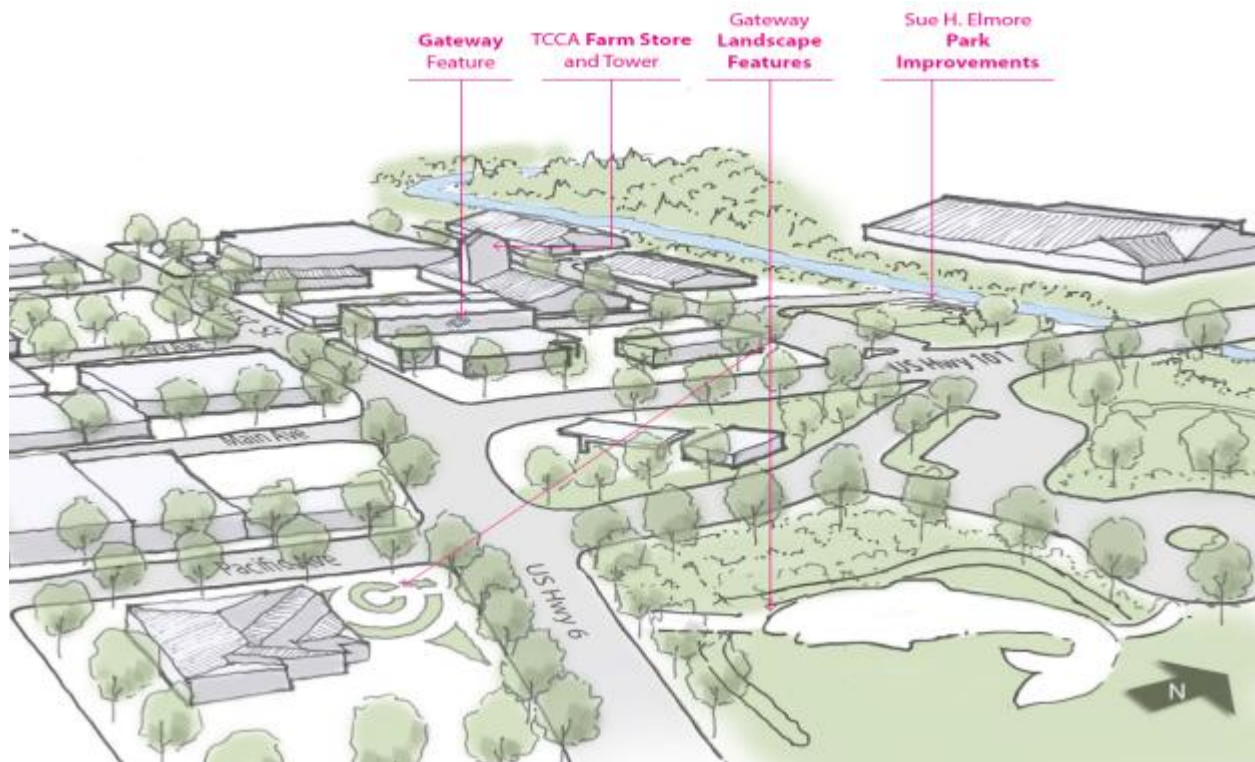 Gateway
Feature
TCCA Farm Store
and Tower
Gateway
Landscape
Features
Sue H. Elmore
Park
Improvements
US Hwy 101
Main Ave
Pacific Ave
US Hwy 6
N